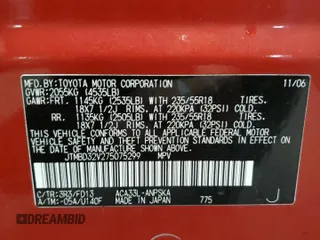 MFD.BY:TOYOTA MOTOR CORPORATION 11/06
GVWR: 2055KG (4535LB)
GAWR:FRT. 1145KG (2535LB) WITH 235/55R18 TIRES,
18X7 1/2J RIMS, AT 220KPA (32PSI) COLD.
RR. 1135KG (2505LB) WITH 235/55R18 TIRES,
18X7 1/2J RIMS, AT 220KPA (32PSI) COLD.
THIS VEHICLE CONFORMS TO ALL APPLICABLE FEDERAL MOTOR
VEHICLE SAFETY AND
STANDARDS IN EFFECT ON THE DATE OF MANUFACTURE SHOWN ABOVE.
JTMBD32V275075299 MPV
C/TR:3R3/FD13 ACA33L-ANPSKA
A/TM:-05A/U140F MADE IN JAPAN 775 J
DREAMBID